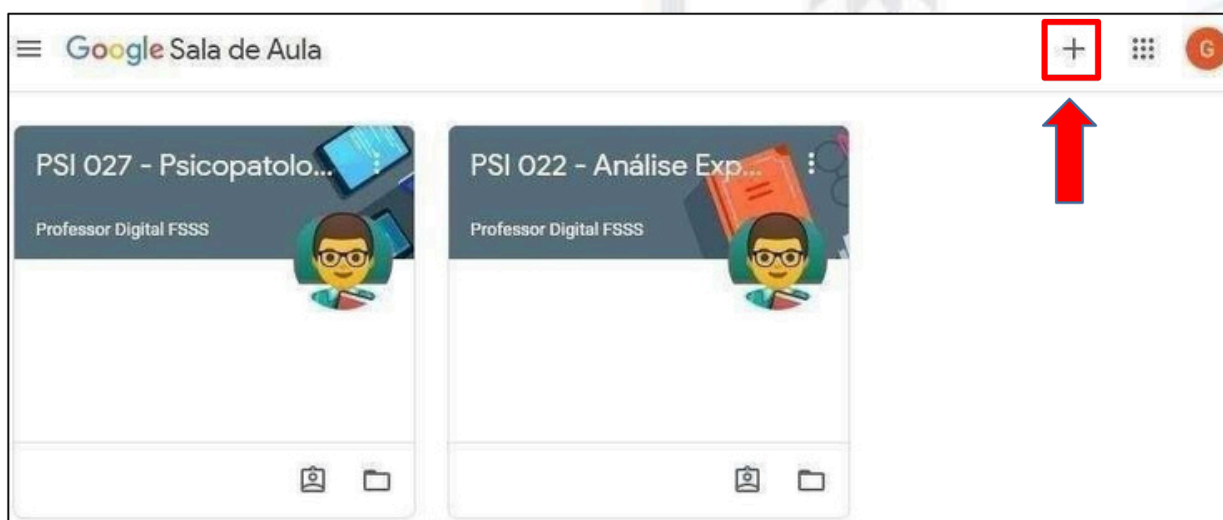 Google Sala de Aula
G
PSI 027 - Psicopatolo...
Professor Digital FSSS
PSI 022 - Análise Exp...
Professor Digital FSSS